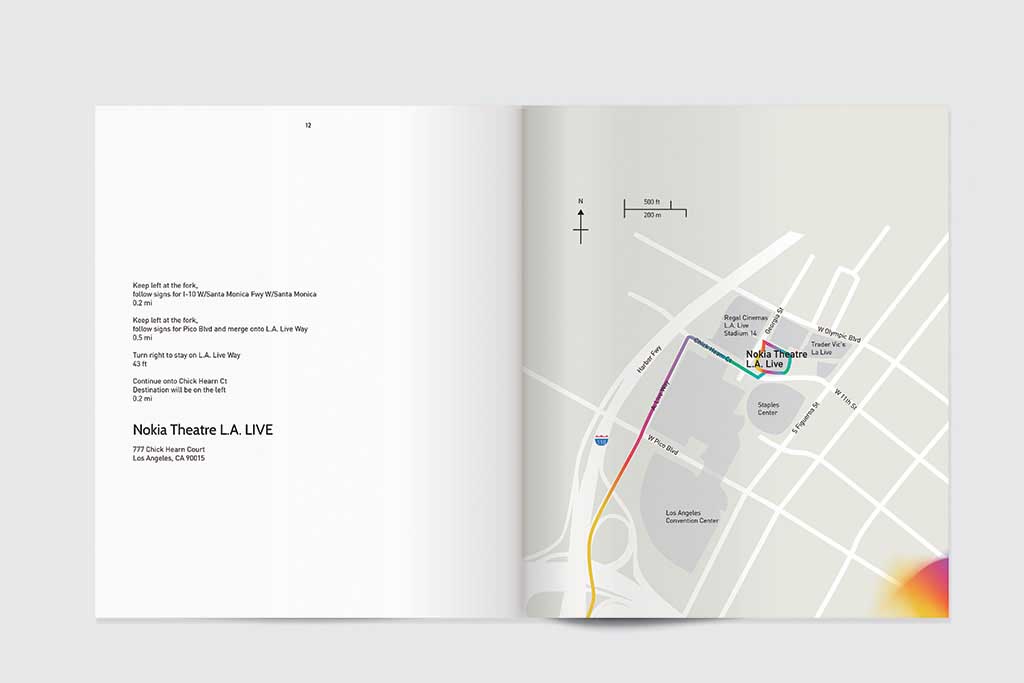 12
Keep left at the fork,
follow signs for I-10 W/Santa Monica Fwy W/Santa Monica
0.2 mi
Keep left at the fork,
follow signs for Pico Blvd and merge onto L.A. Live Way
0.5 mi
Turn right to stay on L.A. Live Way
43 ft
Continue onto Chick Hearn Ct
Destination will be on the left
0.2 mi
Nokia Theatre L.A. LIVE
777 Chick Hearn Court
Los Angeles, CA 90015
N
500 ft
200 m
Regal Cinemas
L.A. Live
Stadium 14
Georgia St
W Olympic Blvd
Trader Vic's
La Live
Harbor Fwy
Chick Hearn Ct
Nokia Theatre
L.A. Live
Live Way
Staples
Center
W 11th St
S Figueroa St
W Pico Blvd
110
Los Angeles
Convention Center